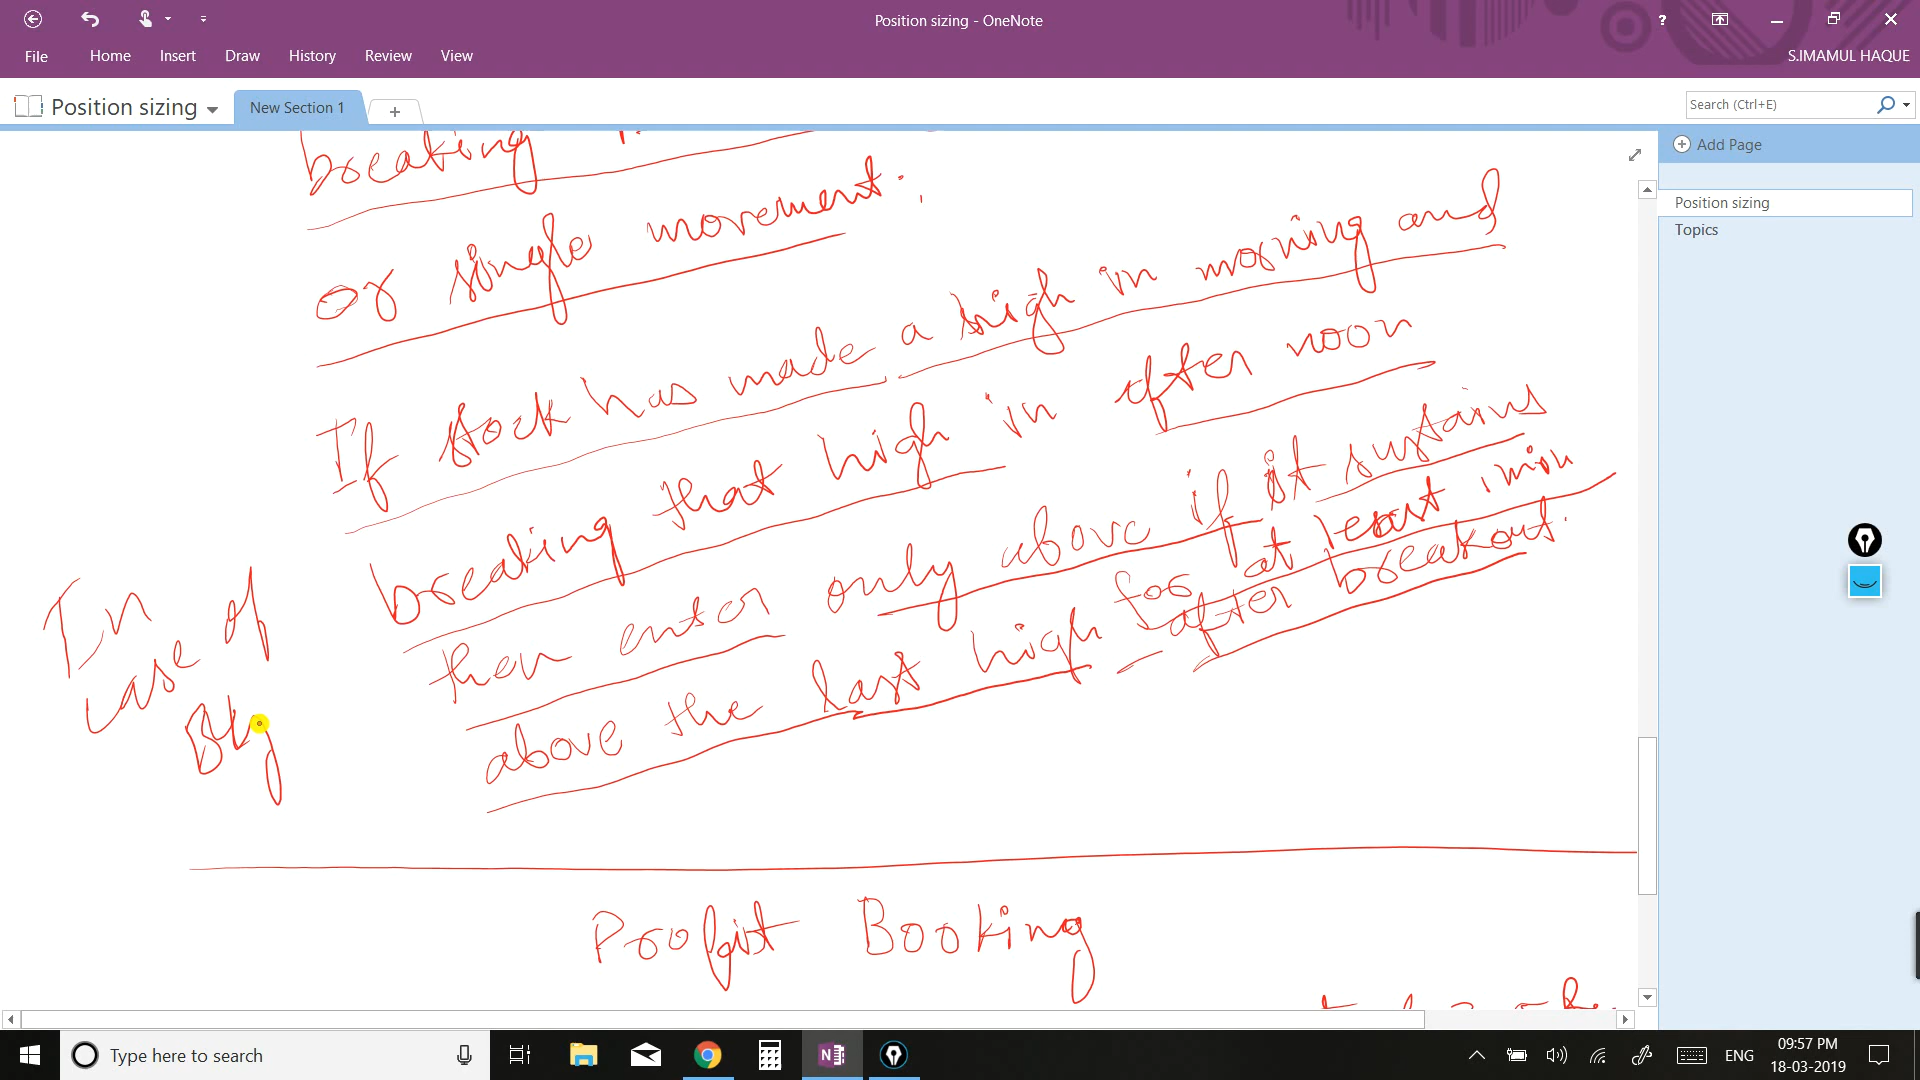 Position sizing - OneNote
?
File Home Insert Draw History Review View
S.IMAMUL HAQUE
Position sizing
New Section 1
+
Search (Ctrl+E)
Add Page
Position sizing
Topics
breaking
or single movement.
If stock has made a high in morning and
breaking that high in after noon
then enter only above if it sustains
above the last high for at least 1 min
after breakout.
In
case of
Buy
Profit Booking
Type here to search
N
ENG
09:57 PM
18-03-2019